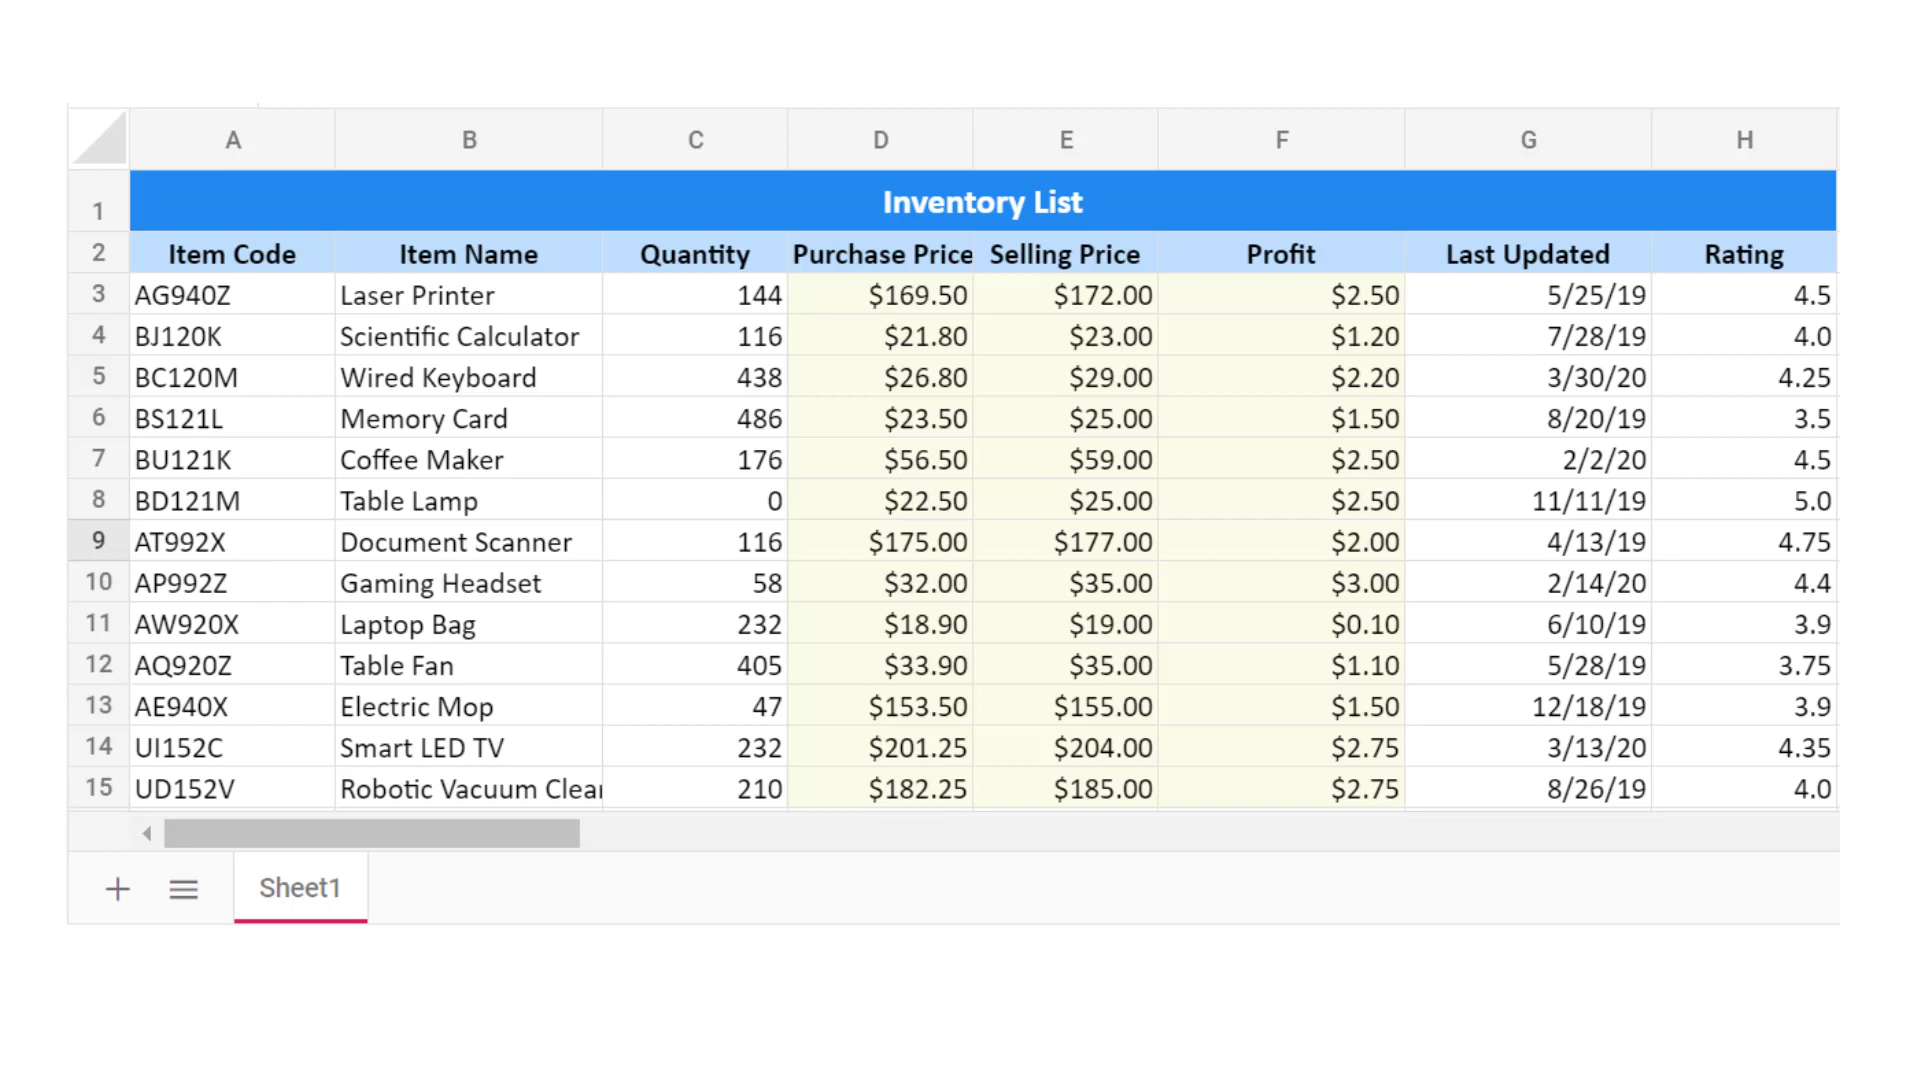 A B C D E F G H
1 Inventory List
2 Item Code Item Name Quantity Purchase Price Selling Price Profit Last Updated Rating
3 AG940Z Laser Printer 144 $169.50 $172.00 $2.50 5/25/19 4.5
4 BJ120K Scientific Calculator 116 $21.80 $23.00 $1.20 7/28/19 4.0
5 BC120M Wired Keyboard 438 $26.80 $29.00 $2.20 3/30/20 4.25
6 BS121L Memory Card 486 $23.50 $25.00 $1.50 8/20/19 3.5
7 BU121K Coffee Maker 176 $56.50 $59.00 $2.50 2/2/20 4.5
8 BD121M Table Lamp 0 $22.50 $25.00 $2.50 11/11/19 5.0
9 AT992X Document Scanner 116 $175.00 $177.00 $2.00 4/13/19 4.75
10 AP992Z Gaming Headset 58 $32.00 $35.00 $3.00 2/14/20 4.4
11 AW920X Laptop Bag 232 $18.90 $19.00 $0.10 6/10/19 3.9
12 AQ920Z Table Fan 405 $33.90 $35.00 $1.10 5/28/19 3.75
13 AE940X Electric Mop 47 $153.50 $155.00 $1.50 12/18/19 3.9
14 UI152C Smart LED TV 232 $201.25 $204.00 $2.75 3/13/20 4.35
15 UD152V Robotic Vacuum Clea 210 $182.25 $185.00 $2.75 8/26/19 4.0
Sheet1